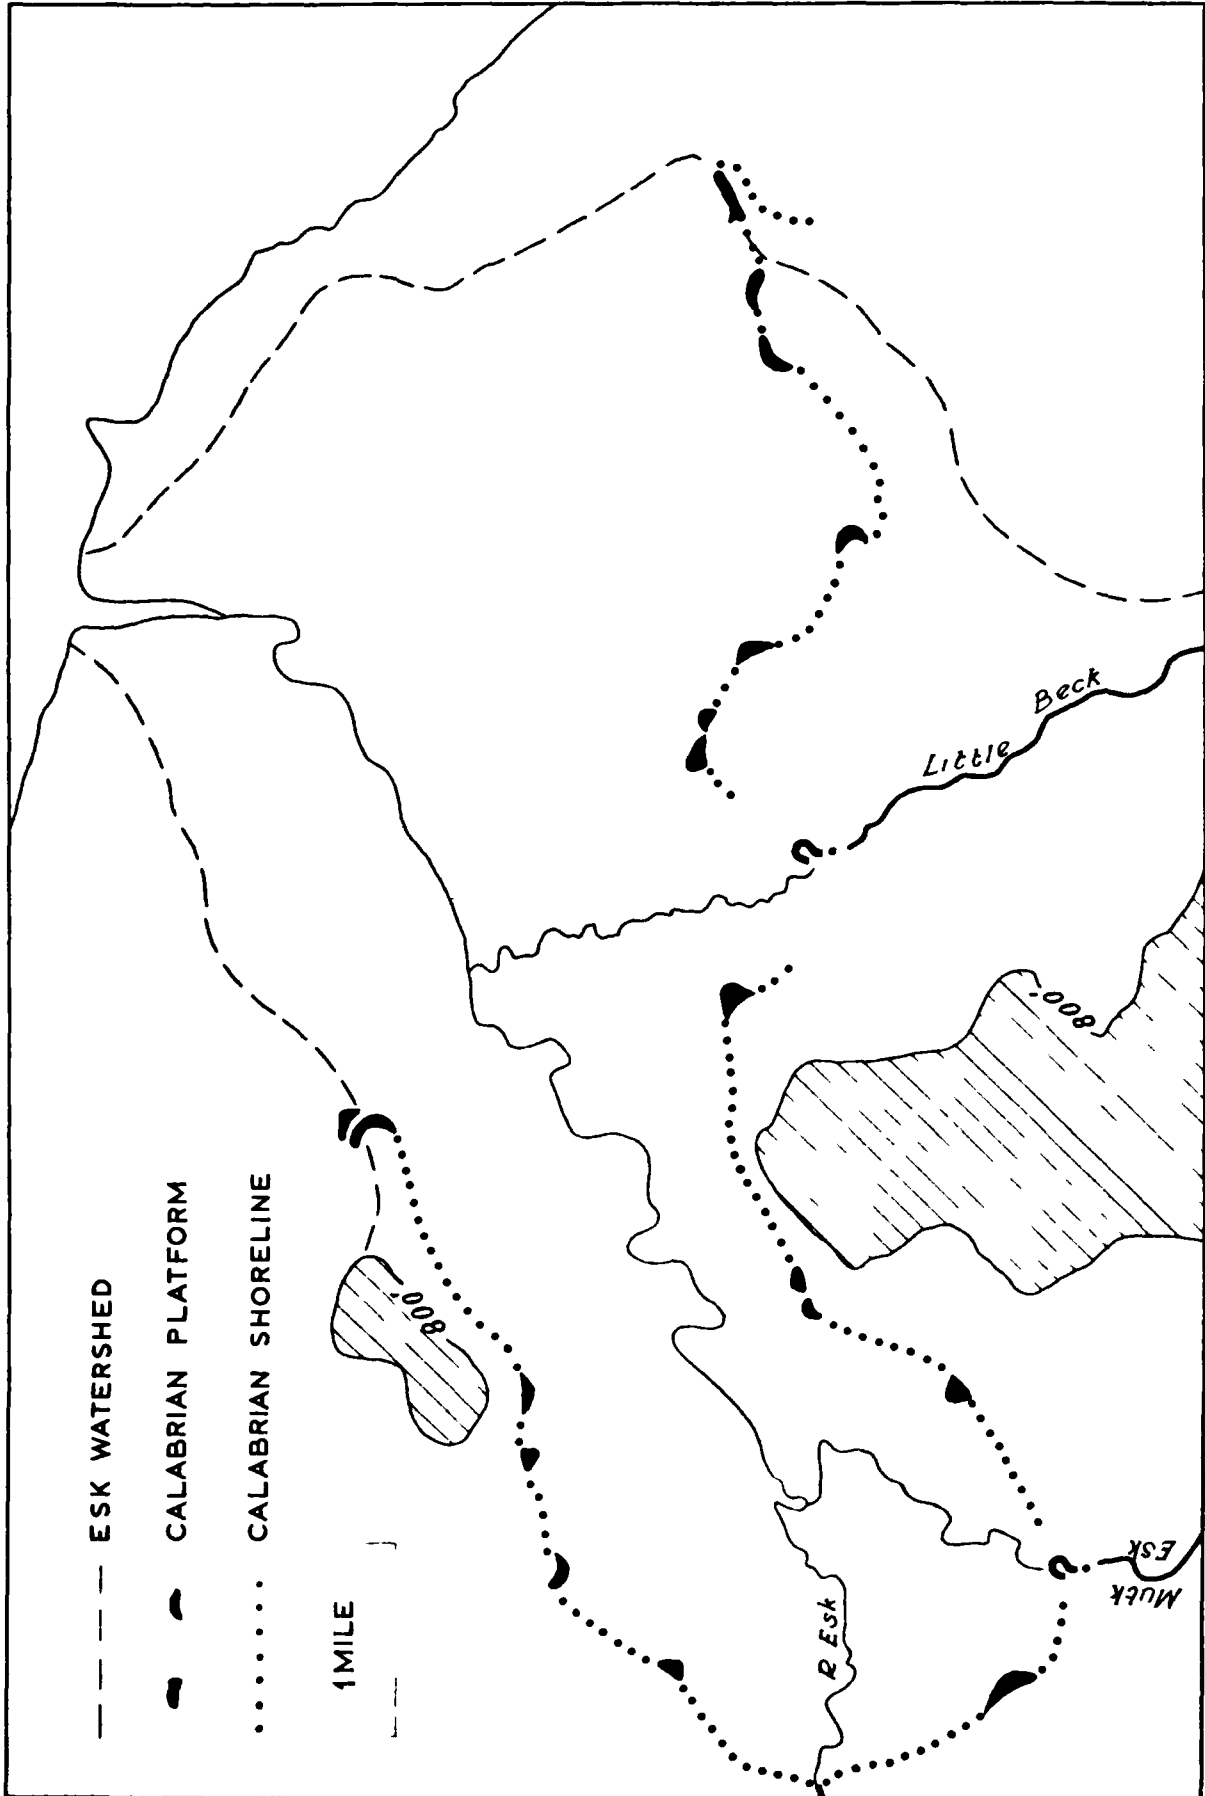 ESK WATERSHED
CALABRIAN PLATFORM
CALABRIAN SHORELINE
1 MILE
800'
800'
R Esk
Murk
Esk
Little
Beck
?
?